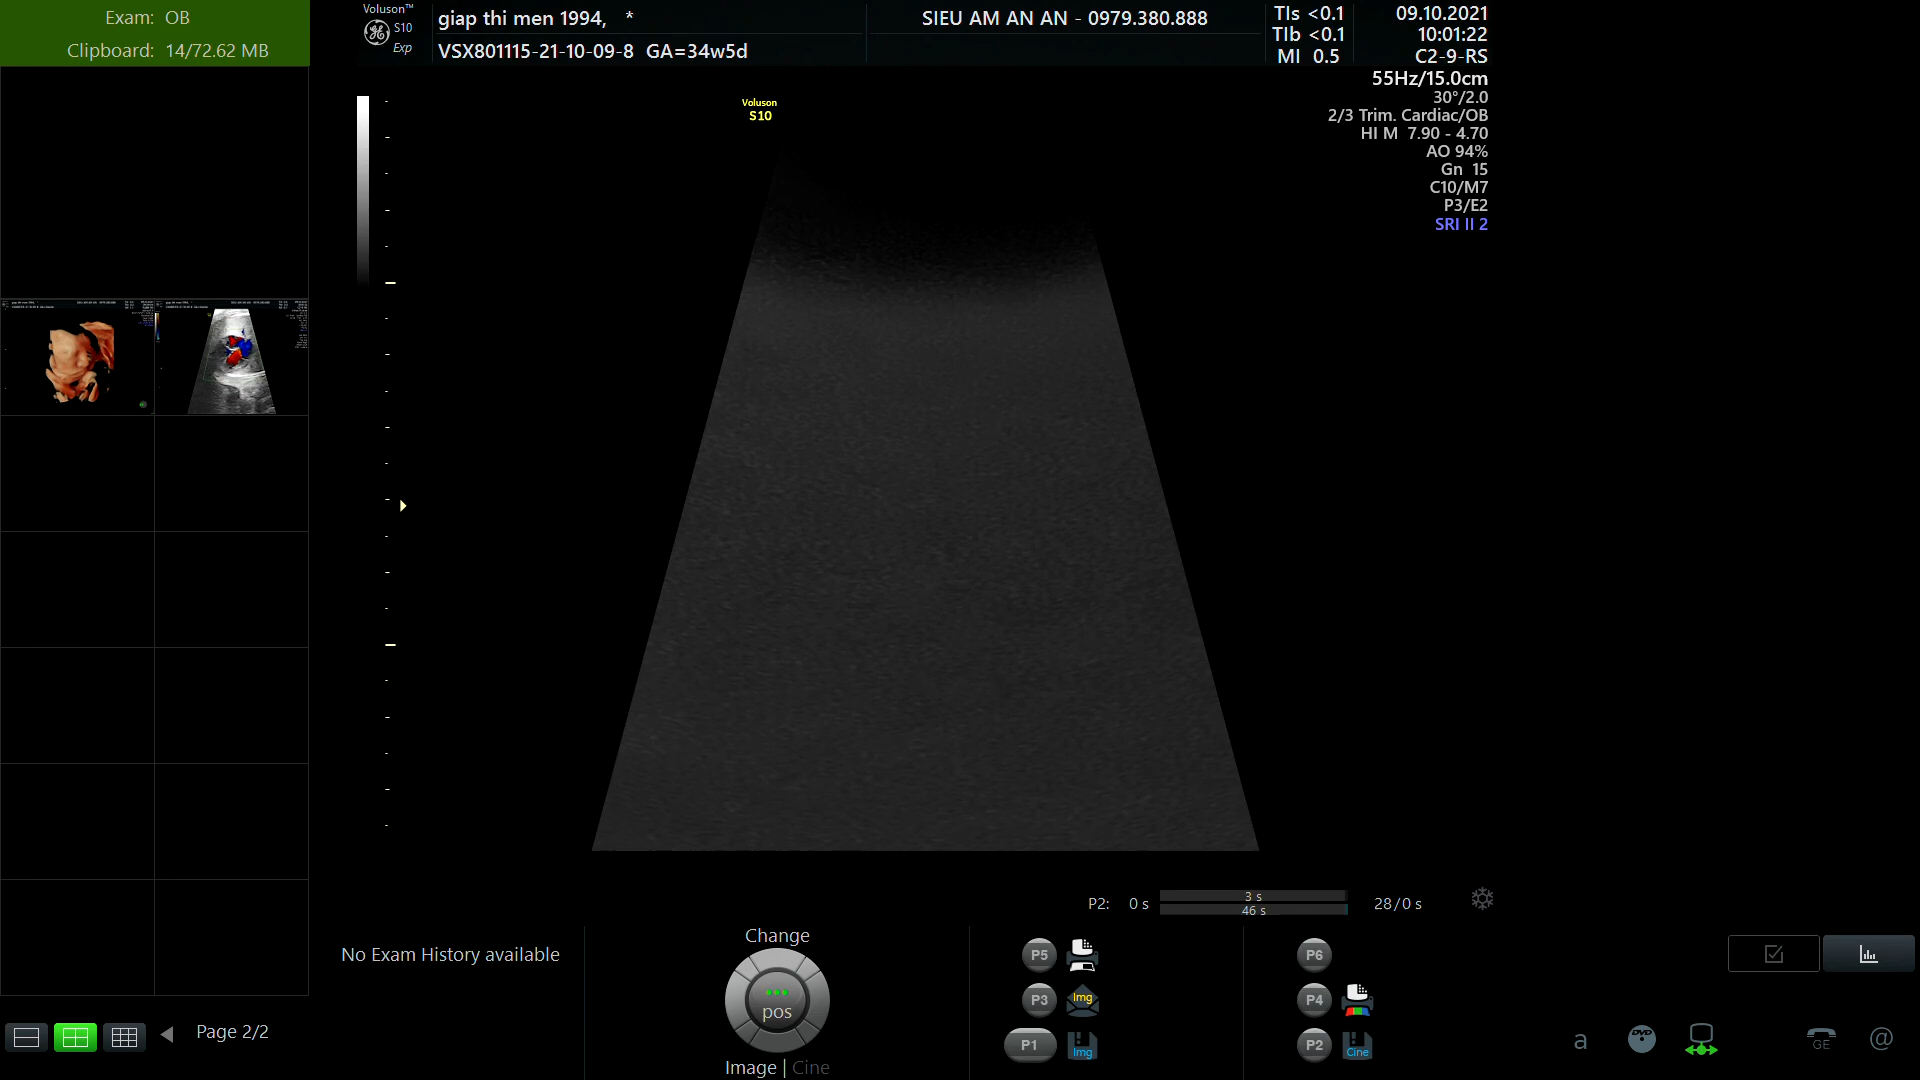 Exam: OB
Clipboard: 14/72.62 MB
Voluson™
S10
Exp
giap thi men 1994, *
VSX801115-21-10-09-8 GA=34w5d
SIEU AM AN AN - 0979.380.888
TIs <0.1
TIb <0.1
MI 0.5
09.10.2021
10:01:22
C2-9-RS
55Hz/15.0cm
30°/2.0
2/3 Trim. Cardiac/OB
HI M 7.90 - 4.70
AO 94%
Gn 15
C10/M7
P3/E2
SRI II 2
Voluson
S10
P2: 0 s
3 s
46 s
28/0 s
No Exam History available
Change
pos
Image | Cine
P5
P3 Img
P1 Img
P6
P4
P2 Cine
Page 2/2
a
DVD
GE
@